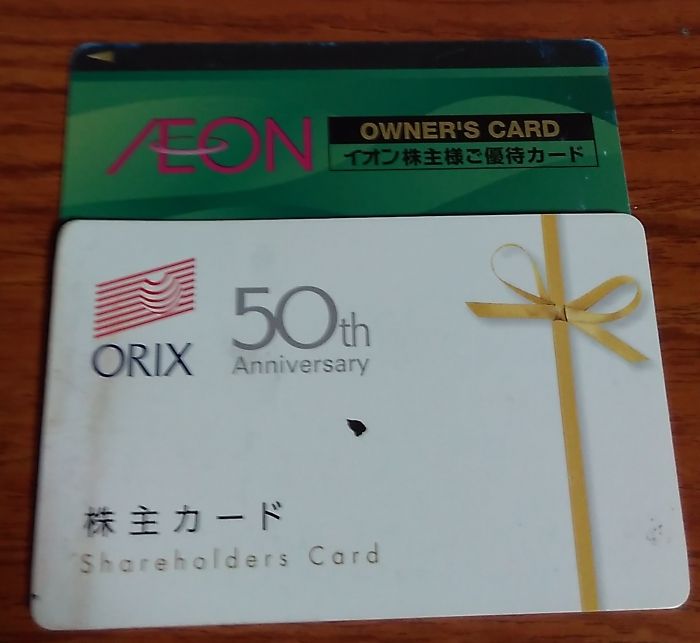 ÆON
OWNER'S CARD
イオン株主様ご優待カード
ORIX
50th
Anniversary
株主カード
Shareholders Card